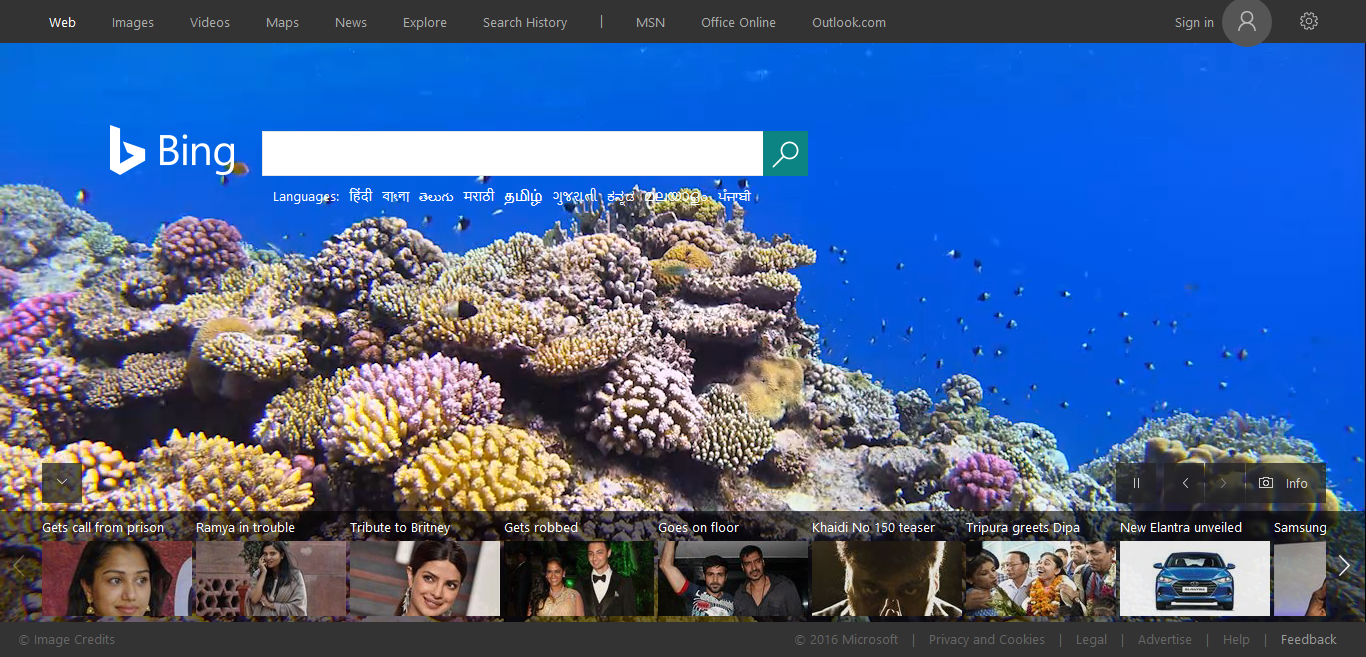 Web Images Videos Maps News Explore Search History | MSN Office Online Outlook.com Sign in
Bing
Languages: हिंदी বাংলা తెలుగు मराठी தமிழ் ગુજરાતી ಕನ್ನಡ മലയാളം ਪੰਜਾਬੀ
Info
Gets call from prison Ramya in trouble Tribute to Britney Gets robbed Goes on floor Khaidi No 150 teaser Tripura greets Dipa New Elantra unveiled Samsung
ELANTRA
© Image Credits © 2016 Microsoft | Privacy and Cookies | Legal | Advertise | Help | Feedback